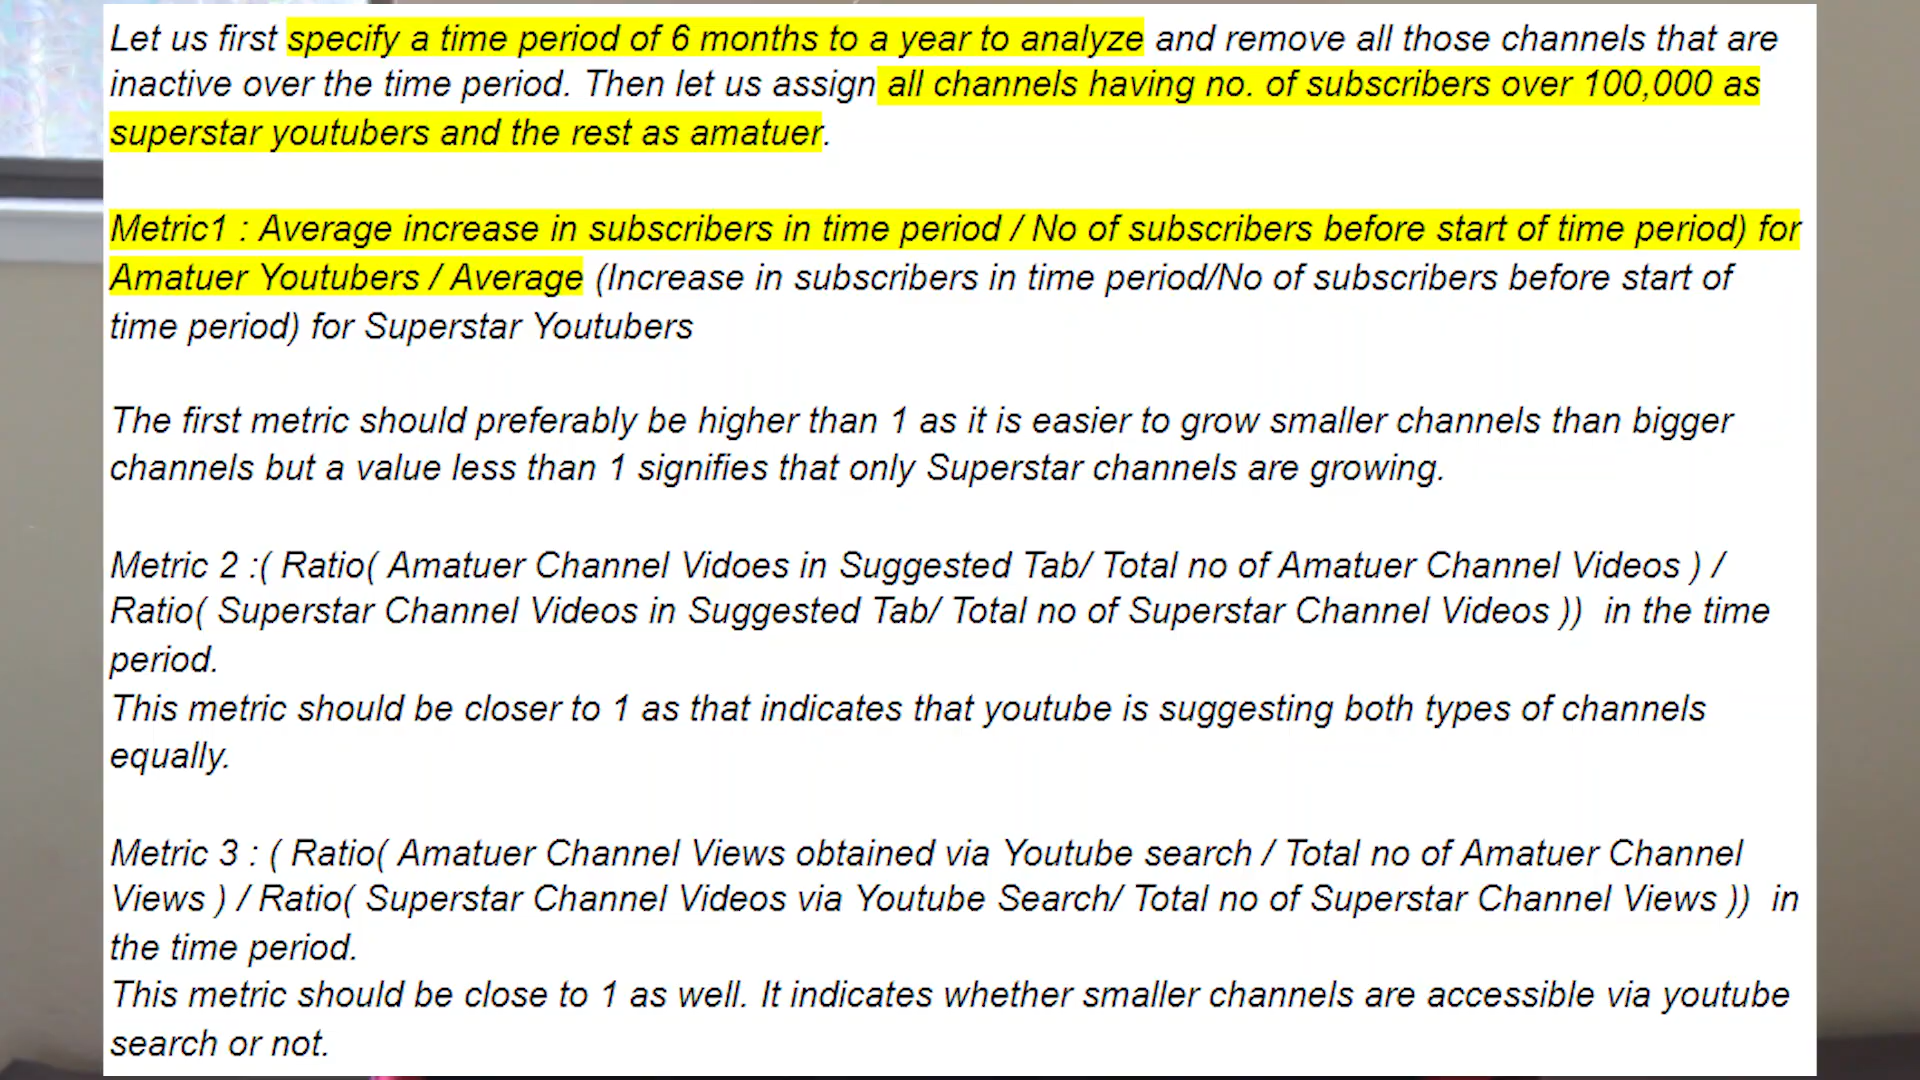 Let us first specify a time period of 6 months to a year to analyze and remove all those channels that are
inactive over the time period. Then let us assign all channels having no. of subscribers over 100,000 as
superstar youtubers and the rest as amatuer.
Metric1 : Average increase in subscribers in time period / No of subscribers before start of time period) for
Amatuer Youtubers / Average (Increase in subscribers in time period/No of subscribers before start of
time period) for Superstar Youtubers
The first metric should preferably be higher than 1 as it is easier to grow smaller channels than bigger
channels but a value less than 1 signifies that only Superstar channels are growing.
Metric 2 :( Ratio( Amatuer Channel Vidoes in Suggested Tab/ Total no of Amatuer Channel Videos ) /
Ratio( Superstar Channel Videos in Suggested Tab/ Total no of Superstar Channel Videos )) in the time
period.
This metric should be closer to 1 as that indicates that youtube is suggesting both types of channels
equally.
Metric 3 : ( Ratio( Amatuer Channel Views obtained via Youtube search / Total no of Amatuer Channel
Views ) / Ratio( Superstar Channel Videos via Youtube Search/ Total no of Superstar Channel Views )) in
the time period.
This metric should be close to 1 as well. It indicates whether smaller channels are accessible via youtube
search or not.